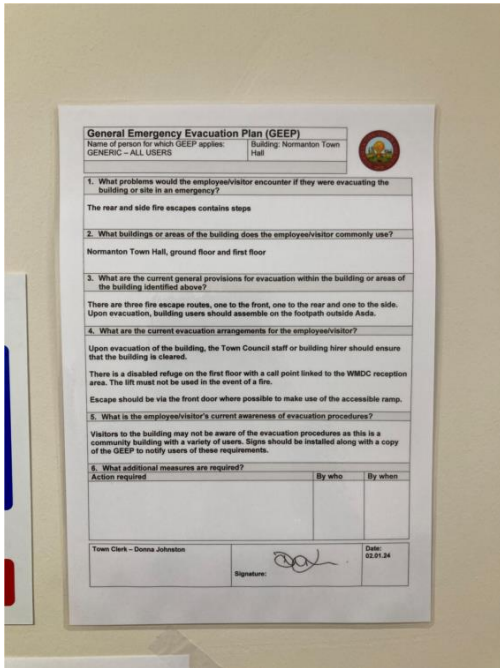 General Emergency Evacuation Plan (GEEP)
Name of person for which GEEP applies:
GENERIC – ALL USERS
Building: Normanton Town
Hall
1. What problems would the employee/visitor encounter if they were evacuating the
building or site in an emergency?
The rear and side fire escapes contains steps
2. What buildings or areas of the building does the employee/visitor commonly use?
Normanton Town Hall, ground floor and first floor
3. What are the current general provisions for evacuation within the building or areas of
the building identified above?
There are three fire escape routes, one to the front, one to the rear and one to the side.
Upon evacuation, building users should assemble on the footpath outside Asda.
4. What are the current evacuation arrangements for the employee/visitor?
Upon evacuation of the building, the Town Council staff or building hirer should ensure
that the building is cleared.
There is a disabled refuge on the first floor with a call point linked to the WMDC reception
area. The lift must not be used in the event of a fire.
Escape should be via the front door where possible to make use of the accessible ramp.
5. What is the employee/visitor's current awareness of evacuation procedures?
Visitors to the building may not be aware of the evacuation procedures as this is a
community building with a variety of users. Signs should be installed along with a copy
of the GEEP to notify users of these requirements.
6. What additional measures are required?
Action required By who By when
Town Clerk – Donna Johnston
Signature:
Date:
02.01.24